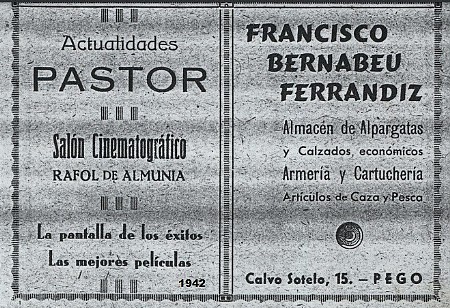 Actualidades
PASTOR
Salón Cinematográfico
RAFOL DE ALMUNIA
La pantalla de los éxitos
Las mejores películas
1942
FRANCISCO
BERNABEU
FERRANDIZ
Almacén de Alpargatas
y Calzados, económicos
Armería y Cartuchería
Artículos de Caza y Pesca
Calvo Sotelo, 15. - PEGO